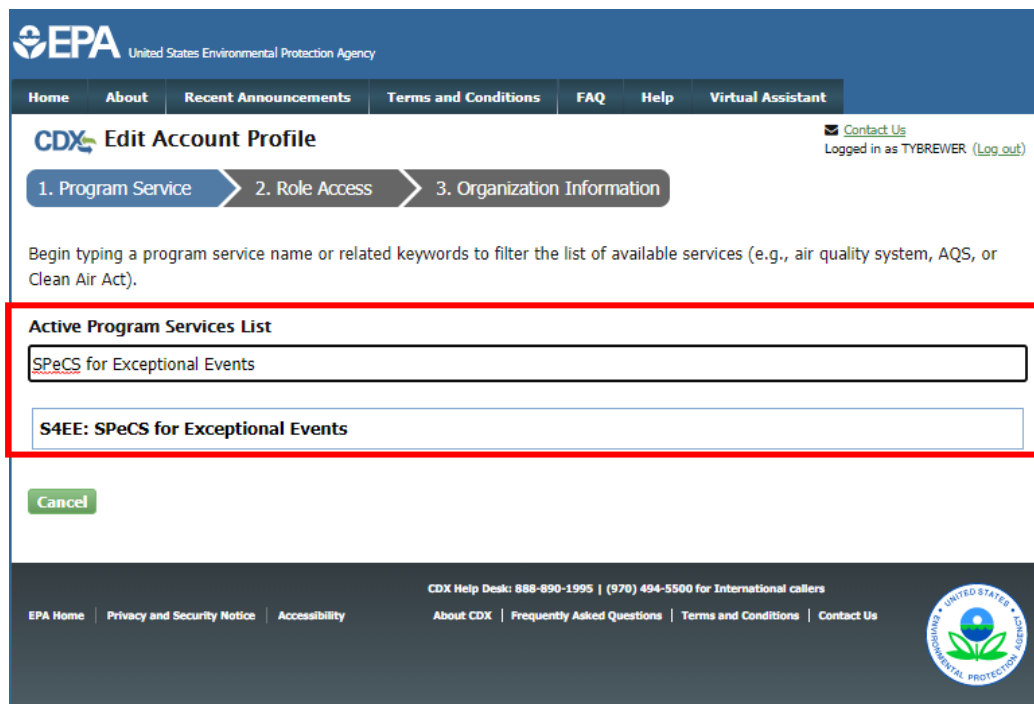 EPA United States Environmental Protection Agency
Home About Recent Announcements Terms and Conditions FAQ Help Virtual Assistant
CDX Edit Account Profile
Contact Us
Logged in as TYBREWER (Log out)
1. Program Service 2. Role Access 3. Organization Information
Begin typing a program service name or related keywords to filter the list of available services (e.g., air quality system, AQS, or
Clean Air Act).
Active Program Services List
SPeCS for Exceptional Events
S4EE: SPeCS for Exceptional Events
Cancel
CDX Help Desk: 888-890-1995 | (970) 494-5500 for International callers
EPA Home | Privacy and Security Notice | Accessibility
About CDX | Frequently Asked Questions | Terms and Conditions | Contact Us
UNITED STATES
ENVIRONMENTAL PROTECTION AGENCY